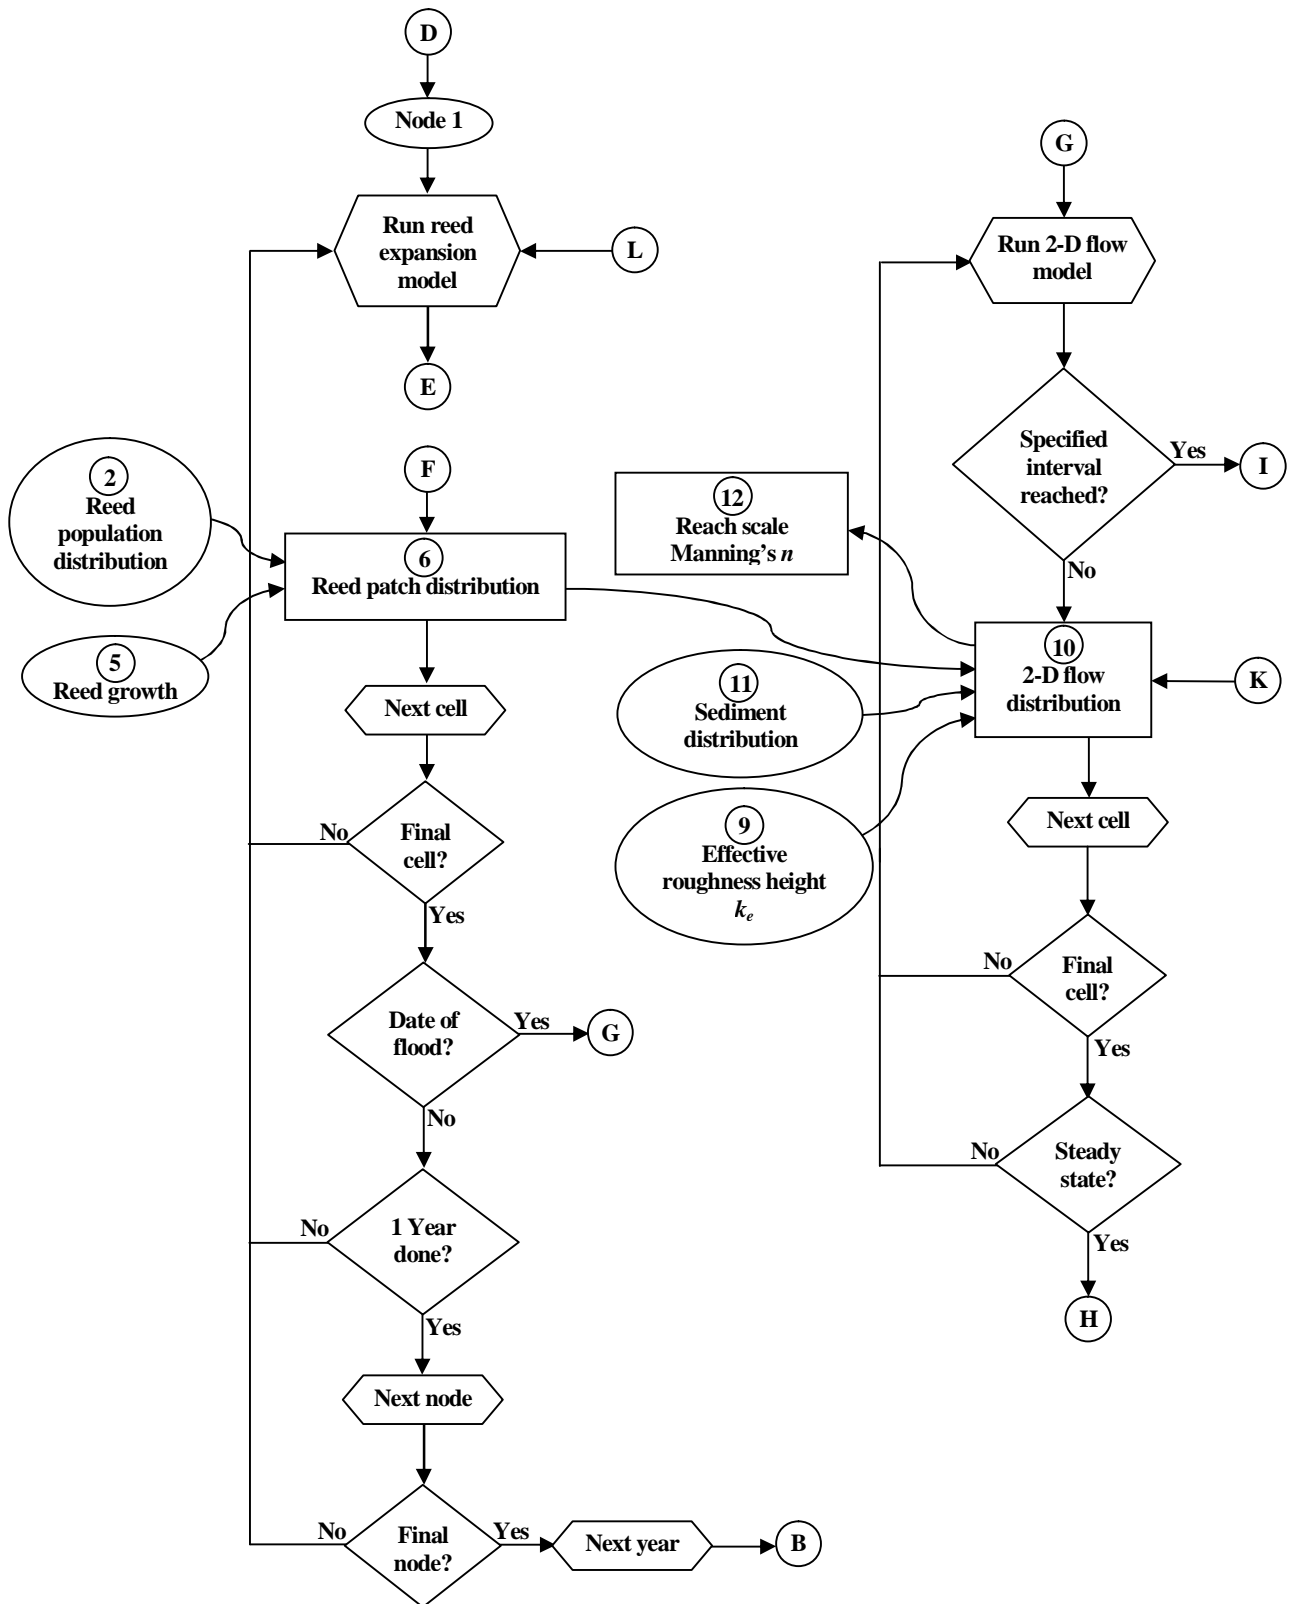 D
Node 1
Run reed
expansion
model
L
E
F
2
Reed
population
distribution
6
Reed patch distribution
5
Reed growth
Next cell
Final
cell?
No
Yes
Date of
flood?
Yes
G
No
1 Year
done?
No
Yes
Next node
Final
node?
No
Yes
Next year
B
G
Run 2-D flow
model
Specified
interval
reached?
Yes
I
No
12
Reach scale
Manning's n
10
2-D flow
distribution
K
11
Sediment
distribution
9
Effective
roughness height
ke
Next cell
Final
cell?
No
Yes
Steady
state?
No
Yes
H